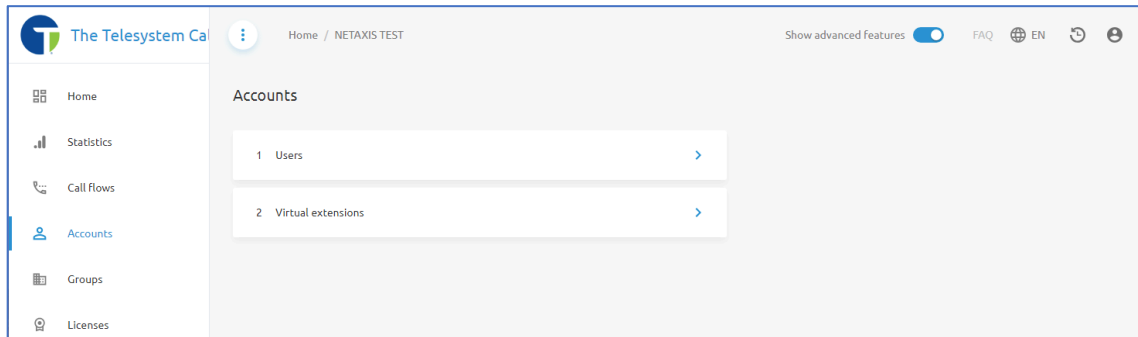 The Telesystem Cal
Home / NETAXIS TEST
Show advanced features
FAQ
EN
Home
Statistics
Call flows
Accounts
Groups
Licenses
Accounts
1 Users
2 Virtual extensions